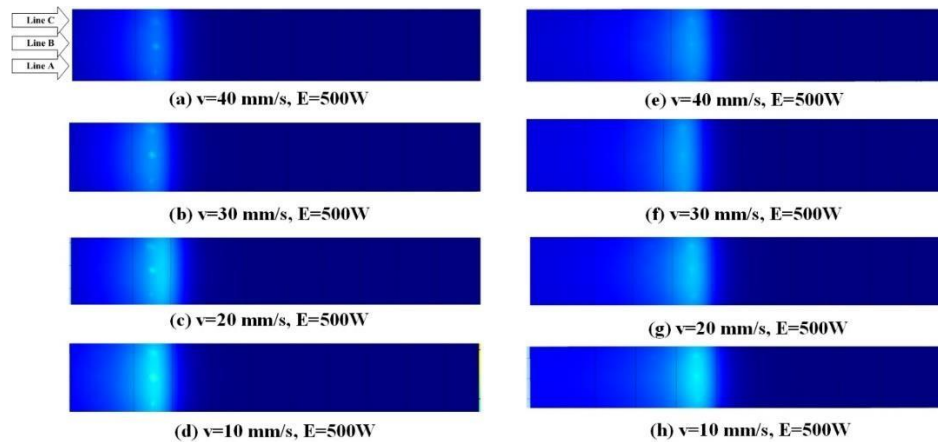 Line C
Line B
Line A
(a) v=40 mm/s, E=500W
(e) v=40 mm/s, E=500W
(b) v=30 mm/s, E=500W
(f) v=30 mm/s, E=500W
(c) v=20 mm/s, E=500W
(g) v=20 mm/s, E=500W
(d) v=10 mm/s, E=500W
(h) v=10 mm/s, E=500W